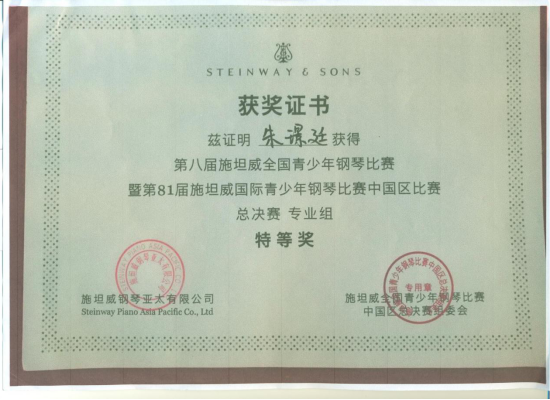 STEINWAY & SONS
获奖证书
兹证明 朱 获得
第八届施坦威全国青少年钢琴比赛
暨第81届施坦威国际青少年钢琴比赛中国区比赛
总决赛 专业组
特等奖
施坦威钢琴亚太有限公司
Steinway Piano Asia Pacific Co., Ltd
专用章
施坦威全国青少年钢琴比赛
中国区总决赛组委会